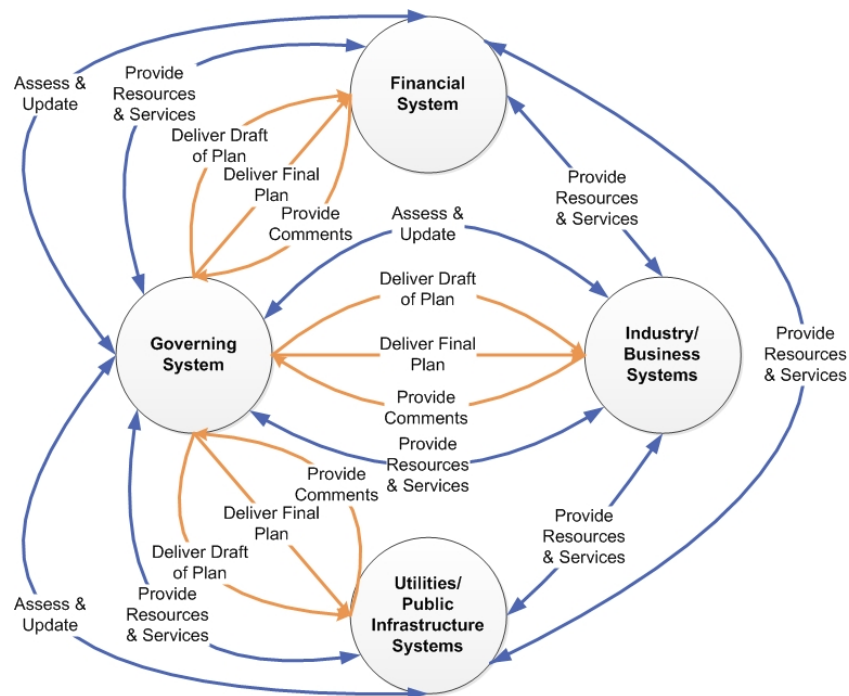 Financial
System
Provide
Resources
& Services
Assess &
Update
Deliver Draft
of Plan
Deliver Final
Plan
Provide
Comments
Provide
Resources
& Services
Assess &
Update
Deliver Draft
of Plan
Governing
System
Deliver Final
Plan
Industry/
Business
Systems
Provide
Resources
& Services
Provide
Comments
Provide
Resources
& Services
Provide
Comments
Deliver Final
Plan
Provide
Resources
& Services
Deliver Draft
of Plan
Utilities/
Public
Infrastructure
Systems
Provide
Resources
& Services
Assess &
Update